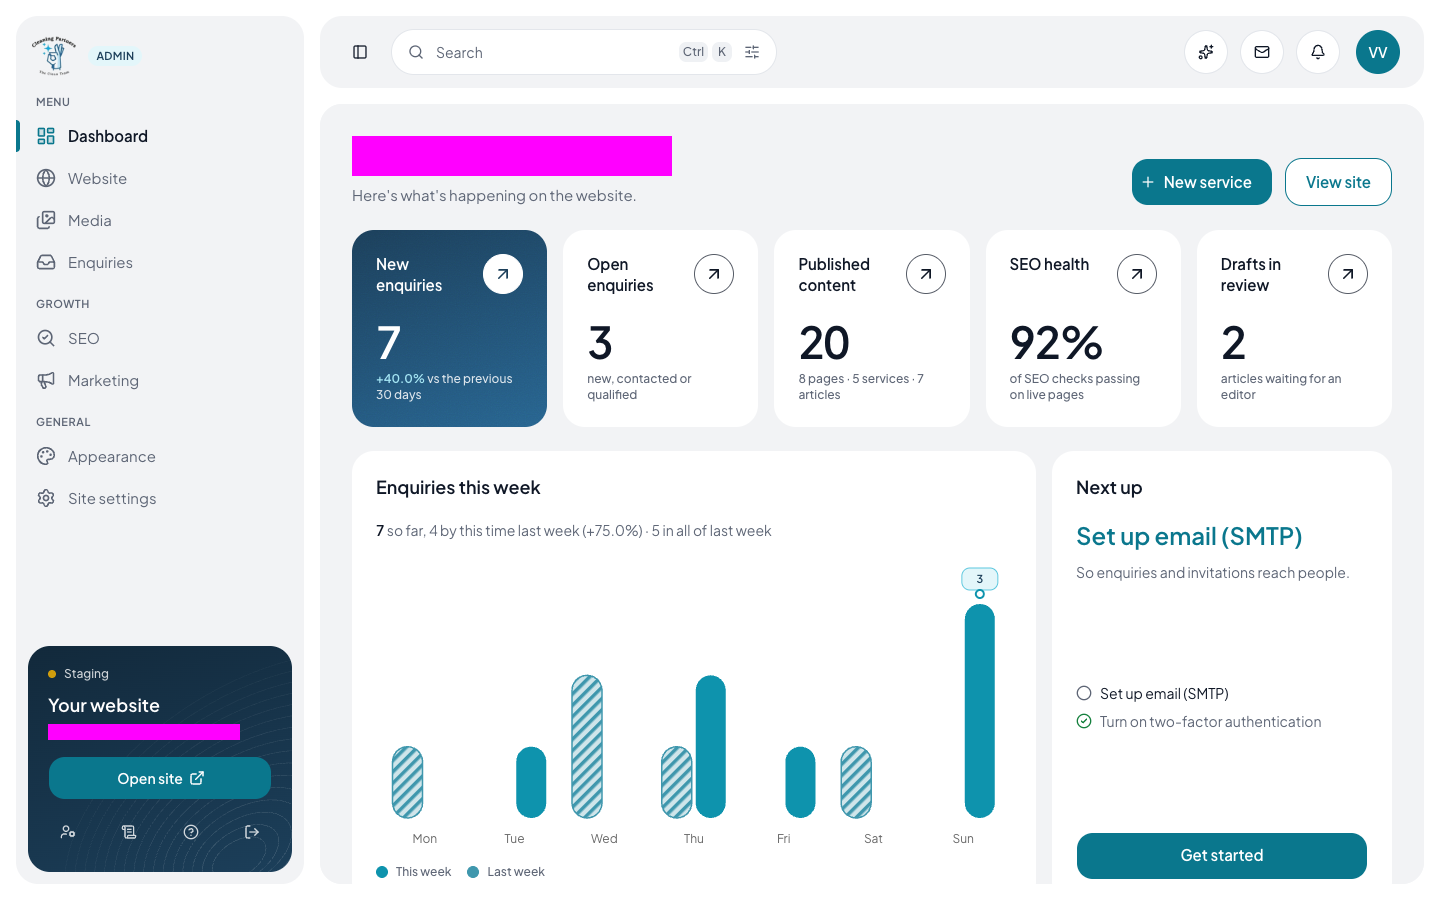 Cleaning Partners
ADMIN
MENU
Dashboard
Website
Media
Enquiries
GROWTH
SEO
Marketing
GENERAL
Appearance
Site settings
Staging
Your website
Open site
Search
Ctrl K
VV
Here's what's happening on the website.
+ New service
View site
New
enquiries
7
+40.0% vs the previous
30 days
Open
enquiries
3
new, contacted or
qualified
Published
content
20
8 pages · 5 services · 7
articles
SEO health
92%
of SEO checks passing
on live pages
Drafts in
review
2
articles waiting for an
editor
Enquiries this week
7 so far, 4 by this time last week (+75.0%) · 5 in all of last week
3
Mon Tue Wed Thu Fri Sat Sun
This week Last week
Next up
Set up email (SMTP)
So enquiries and invitations reach people.
Set up email (SMTP)
Turn on two-factor authentication
Get started